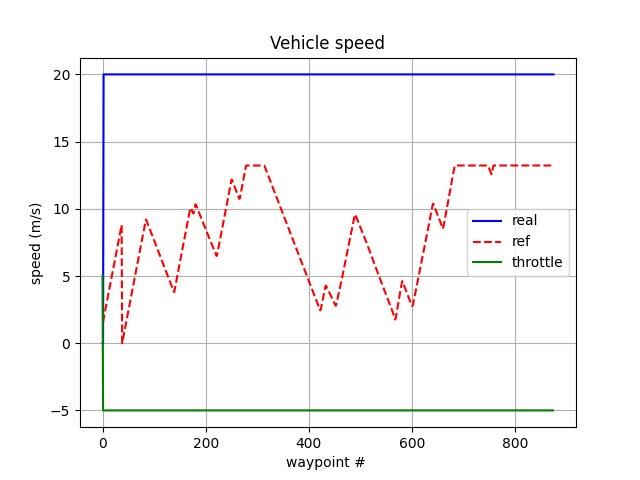 Vehicle speed
speed (m/s)
20
15
10
5
0
−5
real
ref
throttle
0
200
400
600
800
waypoint #